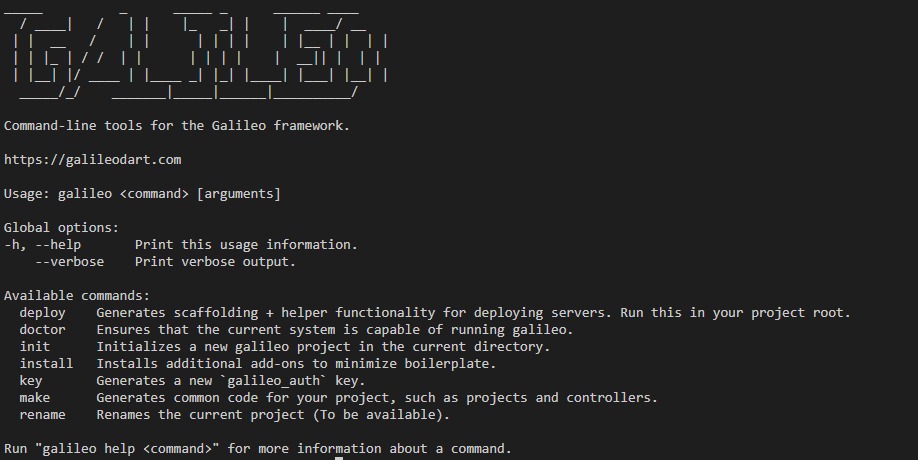 GALILEO
Command-line tools for the Galileo framework.
https://galileodart.com
Usage: galileo <command> [arguments]
Global options:
-h, --help       Print this usage information.
    --verbose    Print verbose output.
Available commands:
  deploy    Generates scaffolding + helper functionality for deploying servers. Run this in your project root.
  doctor    Ensures that the current system is capable of running galileo.
  init      Initializes a new galileo project in the current directory.
  install   Installs additional add-ons to minimize boilerplate.
  key       Generates a new `galileo_auth` key.
  make      Generates common code for your project, such as projects and controllers.
  rename    Renames the current project (To be available).
Run "galileo help <command>" for more information about a command.